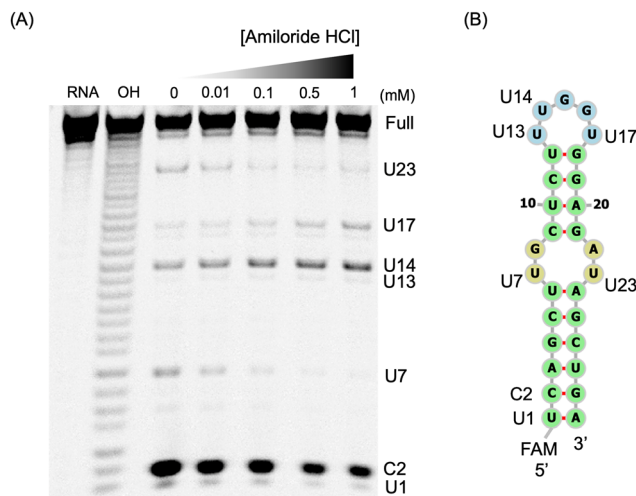 (A)
[Amiloride HCl]
RNA OH 0 0.01 0.1 0.5 1 (mM)
Full
U23
U17
U14
U13
U7
C2
U1
(B)
U14
U G G
U13 U U U17
U G
C G
10 U A 20
C G
G A
U7 U U U23
U A
C G
G C
A U
C2 C G
U1 U A
FAM 3’
5’